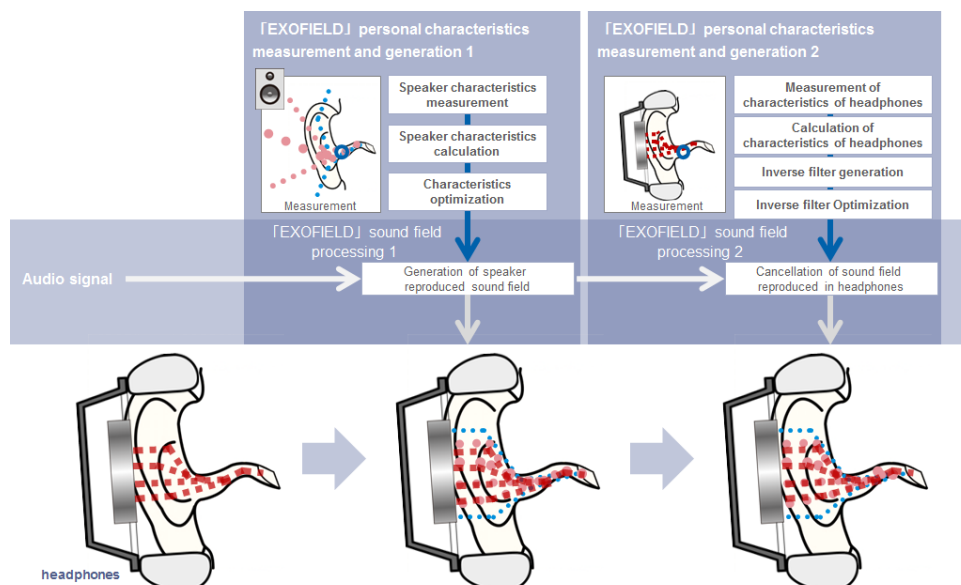 「EXOFIELD」 personal characteristics
measurement and generation 1
Speaker characteristics
measurement
Speaker characteristics
calculation
Characteristics
optimization
Measurement
「EXOFIELD」 personal characteristics
measurement and generation 2
Measurement of
characteristics of headphones
Calculation of
characteristics of headphones
Inverse filter generation
Inverse filter Optimization
Measurement
「EXOFIELD」 sound field
processing 1
「EXOFIELD」 sound field
processing 2
Audio signal
Generation of speaker
reproduced sound field
Cancellation of sound field
reproduced in headphones
headphones